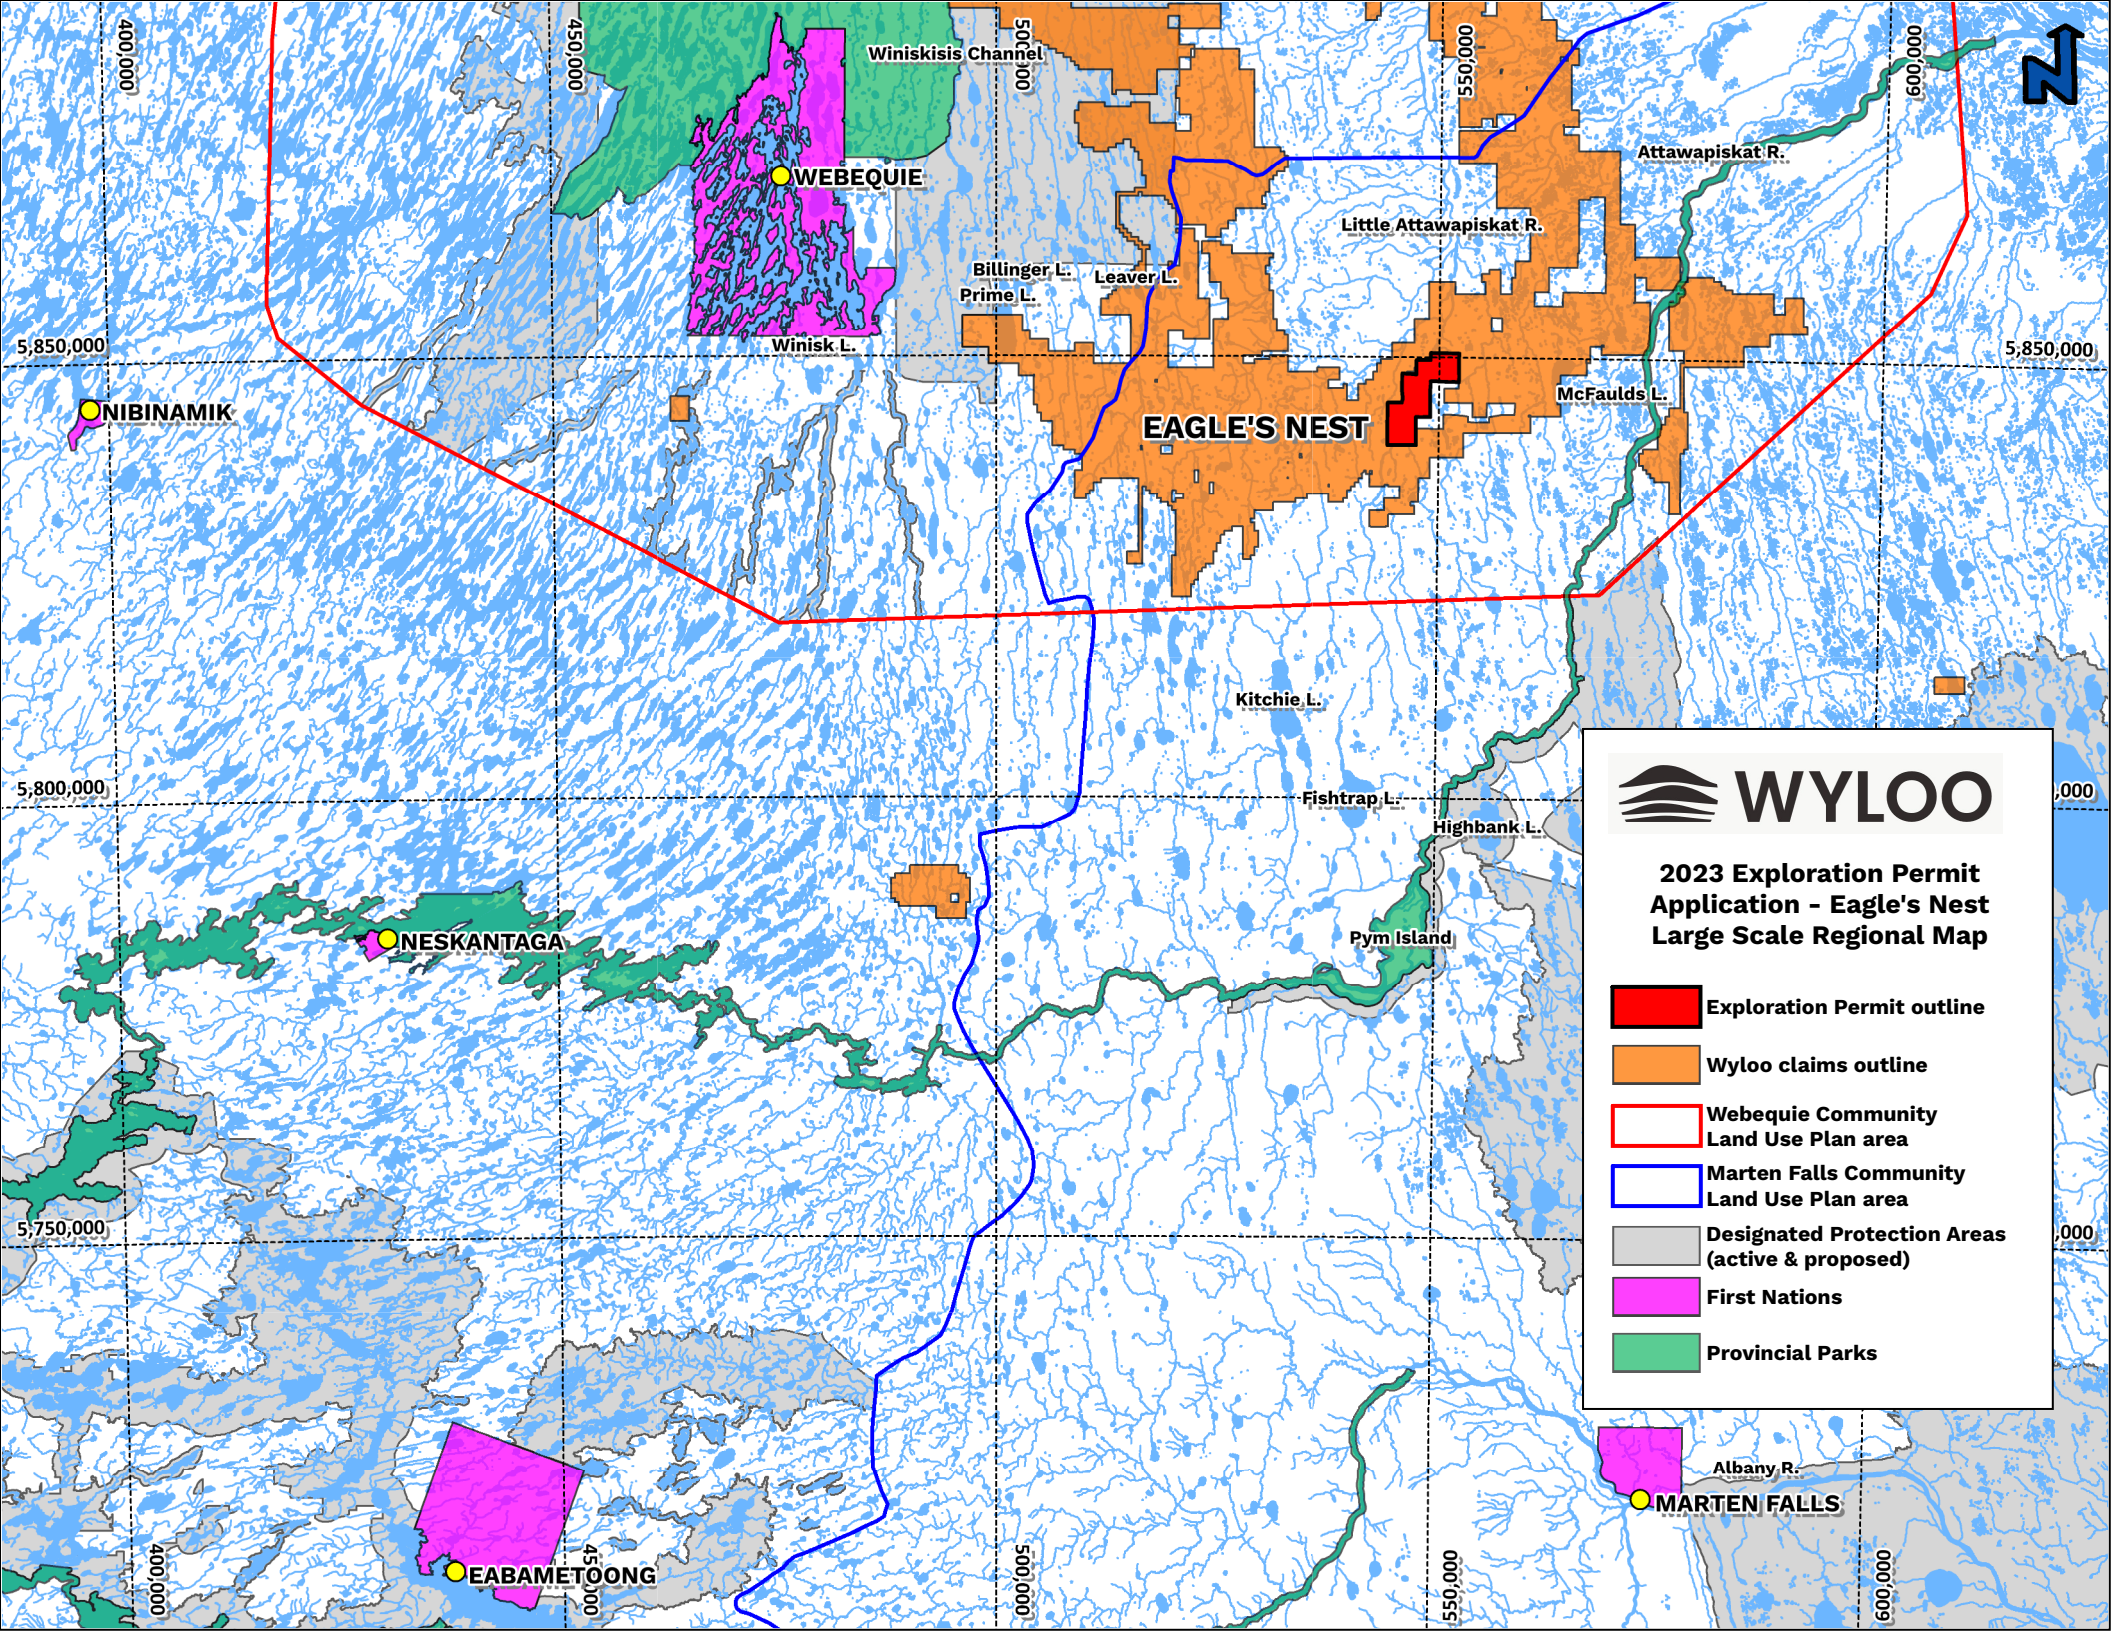 400,000
450,000
500,000
550,000
600,000
N
Winiskisis Channel
Attawapiskat R.
WEBEQUIE
Little Attawapiskat R.
Billinger L.
Leaver L.
Prime L.
Winisk L.
5,850,000
5,850,000
McFaulds L.
NIBINAMIK
EAGLE'S NEST
Kitchie L.
5,800,000
,000
Fishtrap L.
Highbank L.
NESKANTAGA
Pym Island
5,750,000
,000
WYLOO
2023 Exploration Permit
Application - Eagle's Nest
Large Scale Regional Map
Exploration Permit outline
Wyloo claims outline
Webequie Community
Land Use Plan area
Marten Falls Community
Land Use Plan area
Designated Protection Areas
(active & proposed)
First Nations
Provincial Parks
Albany R.
MARTEN FALLS
EABAMETOONG
400,000
450,000
500,000
550,000
600,000